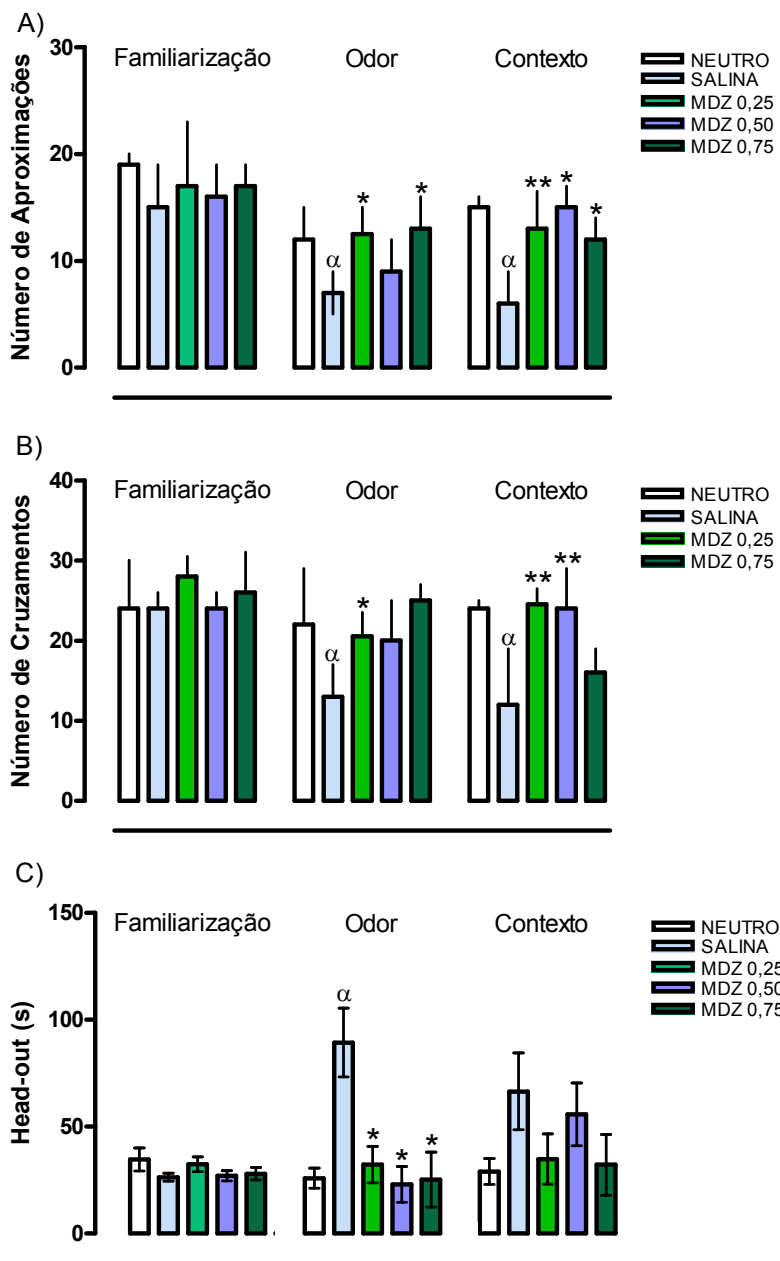 A)
Número de Aproximações
30
20
10
0
Familiarização Odor Contexto
α * * α ** * *
NEUTRO
SALINA
MDZ 0,25
MDZ 0,50
MDZ 0,75
B)
Número de Cruzamentos
40
30
20
10
0
Familiarização Odor Contexto
α * α ** **
NEUTRO
SALINA
MDZ 0,25
MDZ 0,75
C)
Head-out (s)
150
100
50
0
Familiarização Odor Contexto
α * * *
NEUTRO
SALINA
MDZ 0,25
MDZ 0,50
MDZ 0,75